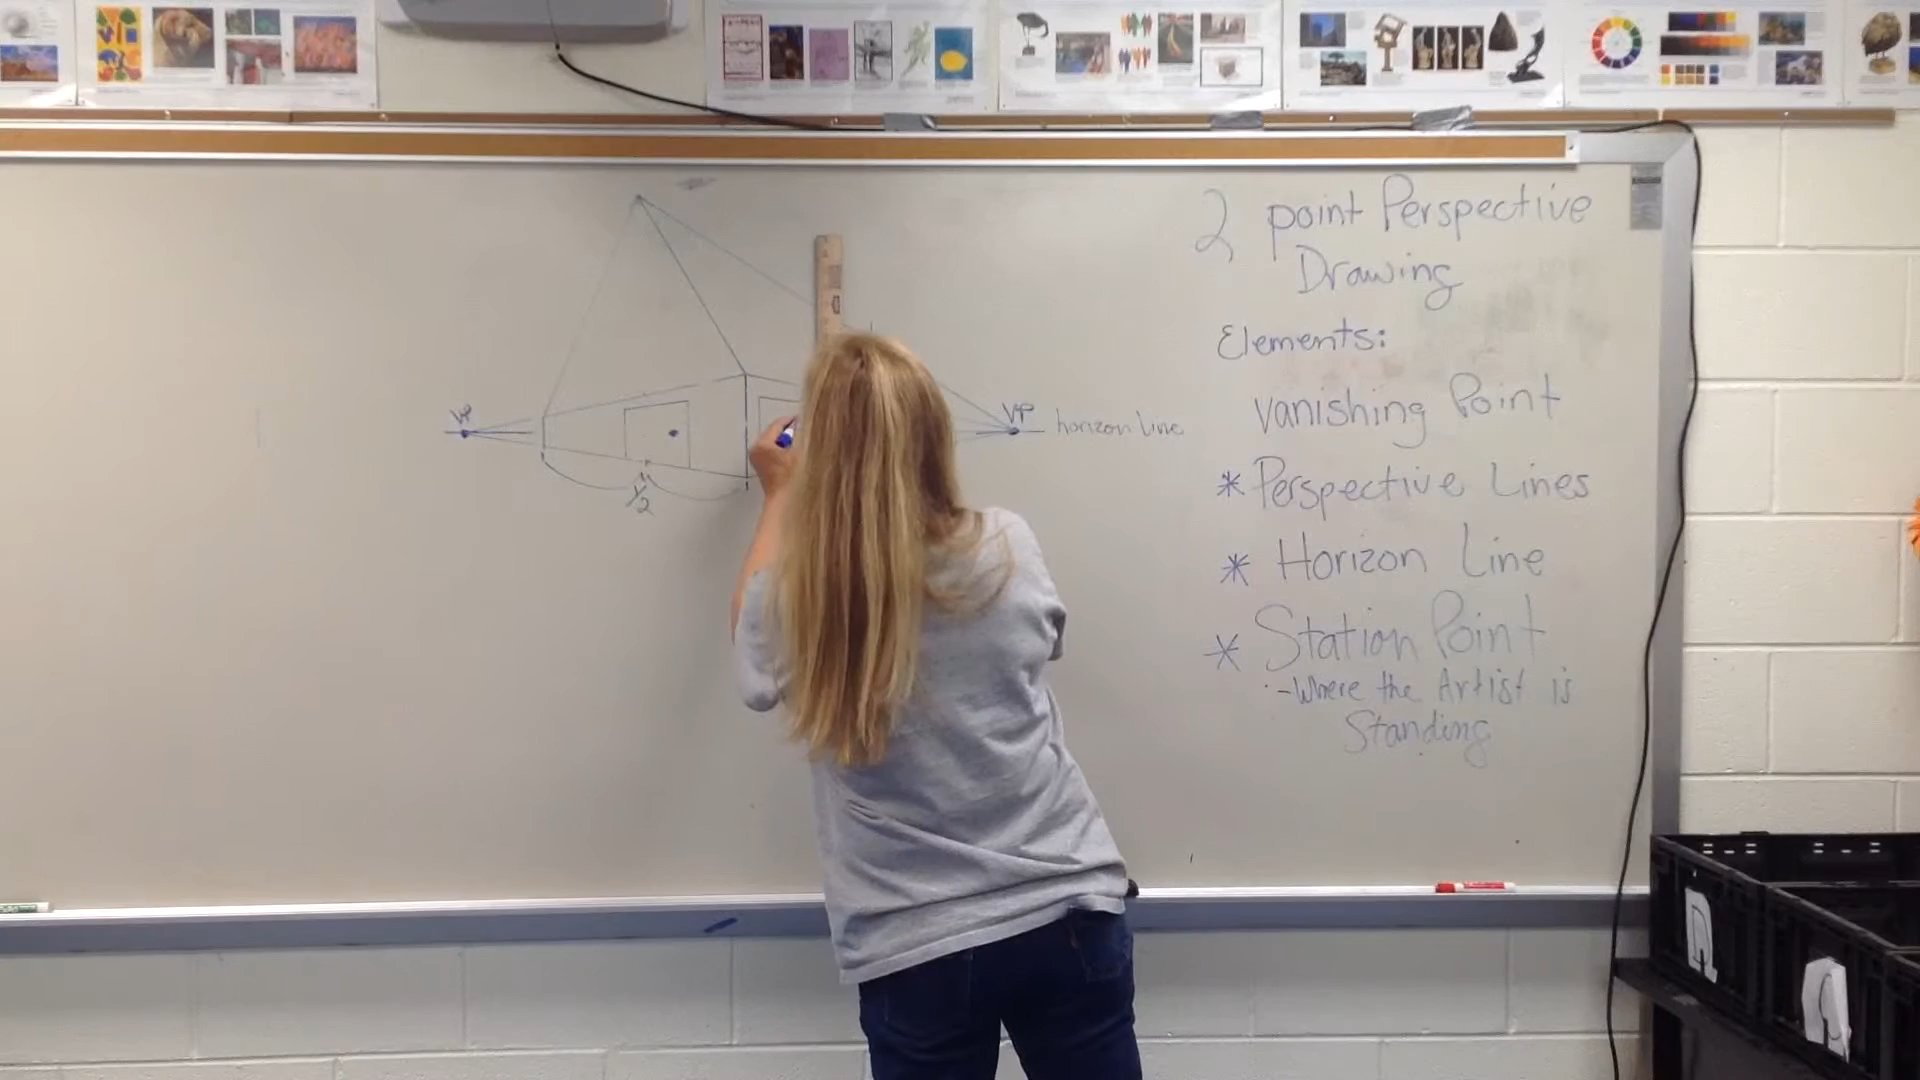 2 point Perspective
Drawing
Elements:
Vanishing Point
* Perspective Lines
* Horizon Line
* Station Point
- Where the Artist is
Standing
VP
VP
horizon line
1/2